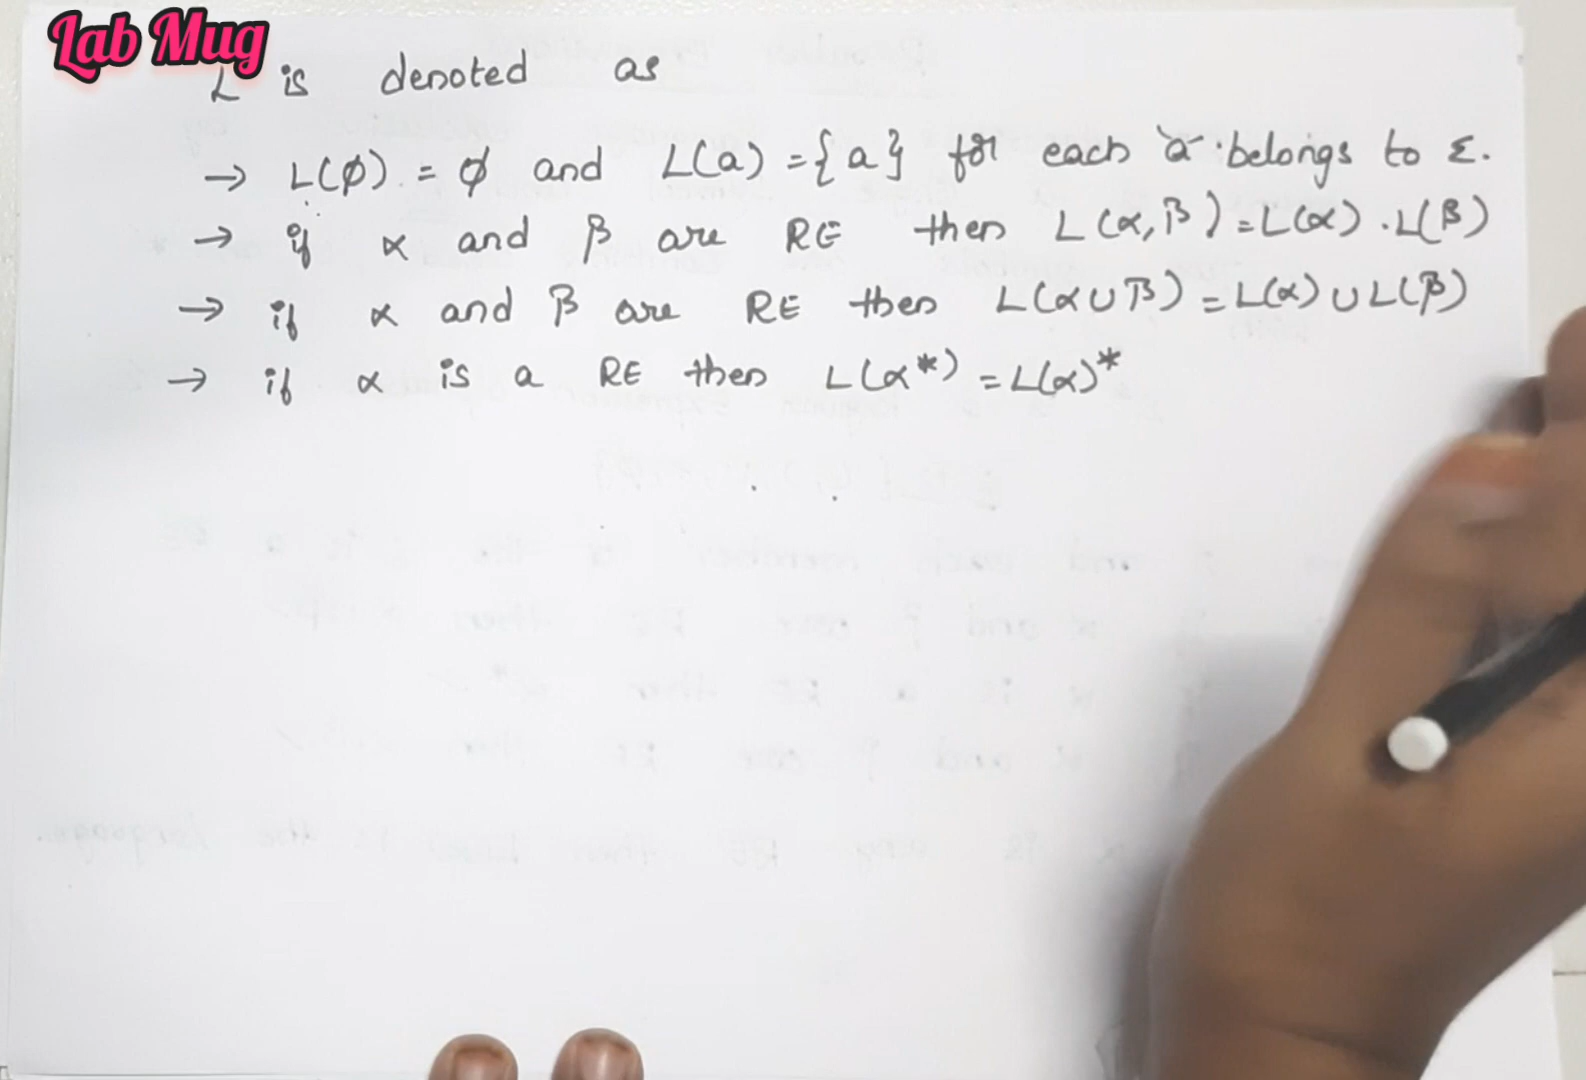 Lab Mug
L is denoted as
→ L(ϕ) = ϕ and L(a) = {a} for each 'a' belongs to Σ.
→ if α and β are RE then L(α,β) = L(α) . L(β)
→ if α and β are RE then L(α∪β) = L(α) ∪ L(β)
→ if α is a RE then L(α*) = L(α)*